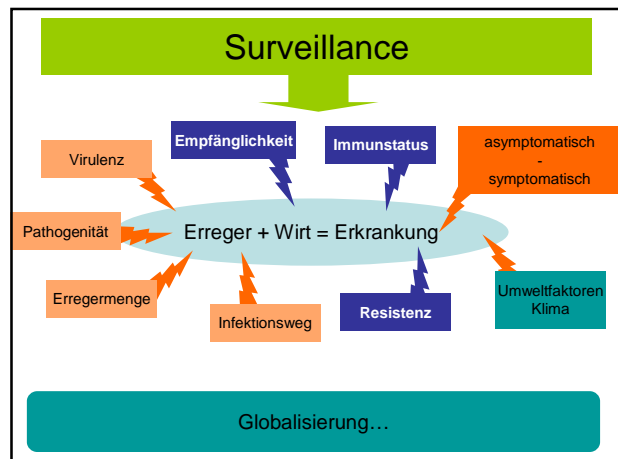 Surveillance
Empfänglichkeit
Immunstatus
asymptomatisch
-
symptomatisch
Virulenz
Pathogenität
Erreger + Wirt = Erkrankung
Erregermenge
Infektionsweg
Resistenz
Umweltfaktoren
Klima
Globalisierung…